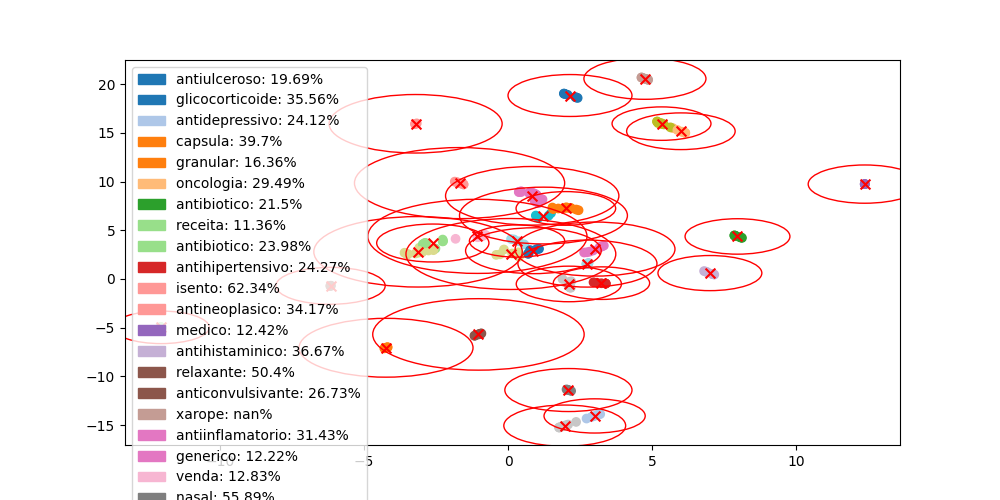 antiulceroso: 19.69%
glicocorticoide: 35.56%
antidepressivo: 24.12%
capsula: 39.7%
granular: 16.36%
oncologia: 29.49%
antibiotico: 21.5%
receita: 11.36%
antibiotico: 23.98%
antihipertensivo: 24.27%
isento: 62.34%
antineoplasico: 34.17%
medico: 12.42%
antihistaminico: 36.67%
relaxante: 50.4%
anticonvulsivante: 26.73%
xarope: nan%
antiinflamatorio: 31.43%
generico: 12.22%
venda: 12.83%
nasal: 55.89%
20
15
10
5
0
−5
−10
−15
−10 −5 0 5 10